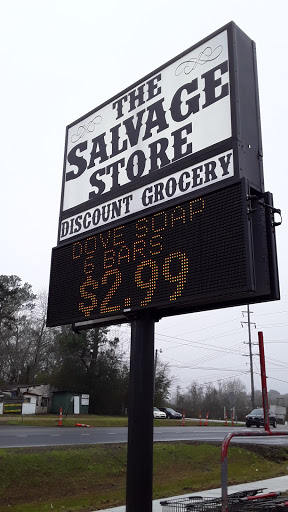 THE
SALVAGE
STORE
DISCOUNT GROCERY
DOVE SOAP
6 BARS
$2.99